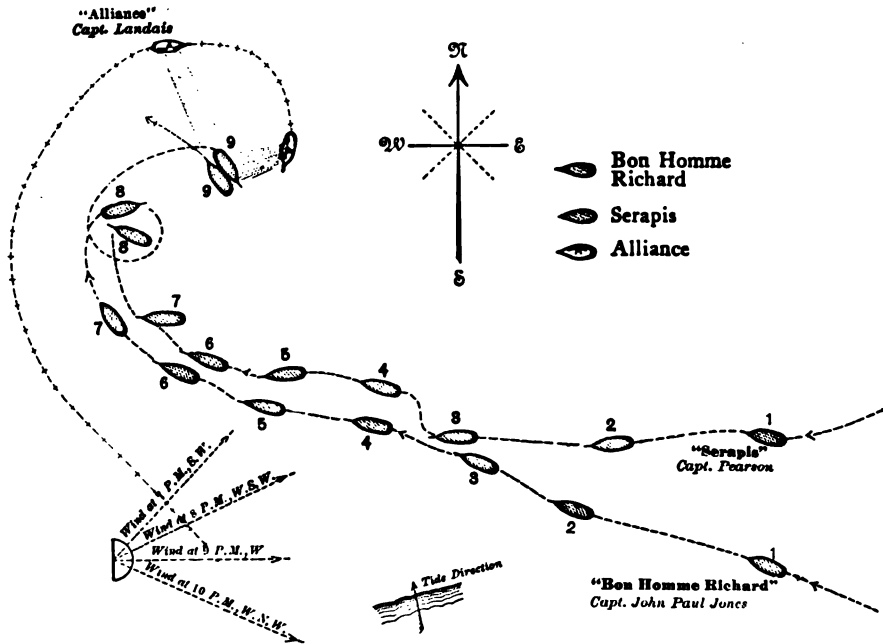 "Alliance"
Capt. Landais
N
W
E
S
Bon Homme
Richard
Serapis
Alliance
9
9
8
8
7
7
6
6
5
5
4
4
3
3
2
2
1
1
"Serapis"
Capt. Pearson
"Bon Homme Richard"
Capt. John Paul Jones
Wind at 7 P.M., S.W.
Wind at 8 P.M., W.S.W.
Wind at 9 P.M., W
Wind at 10 P.M., W.N.W.
Tide Direction